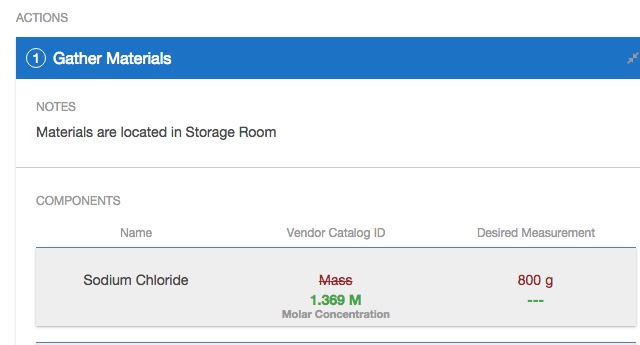 ACTIONS
1 Gather Materials
NOTES
Materials are located in Storage Room
COMPONENTS
Name Vendor Catalog ID Desired Measurement
Sodium Chloride Mass 800 g
1.369 M ---
Molar Concentration